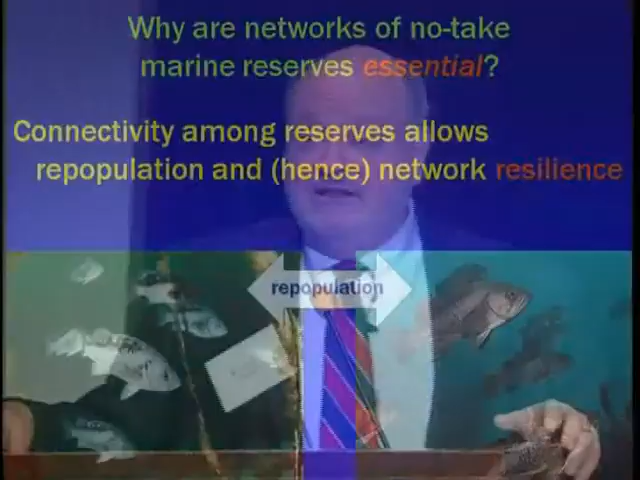 Why are networks of no-take
marine reserves essential?
Connectivity among reserves allows
repopulation and (hence) network resilience
repopulation